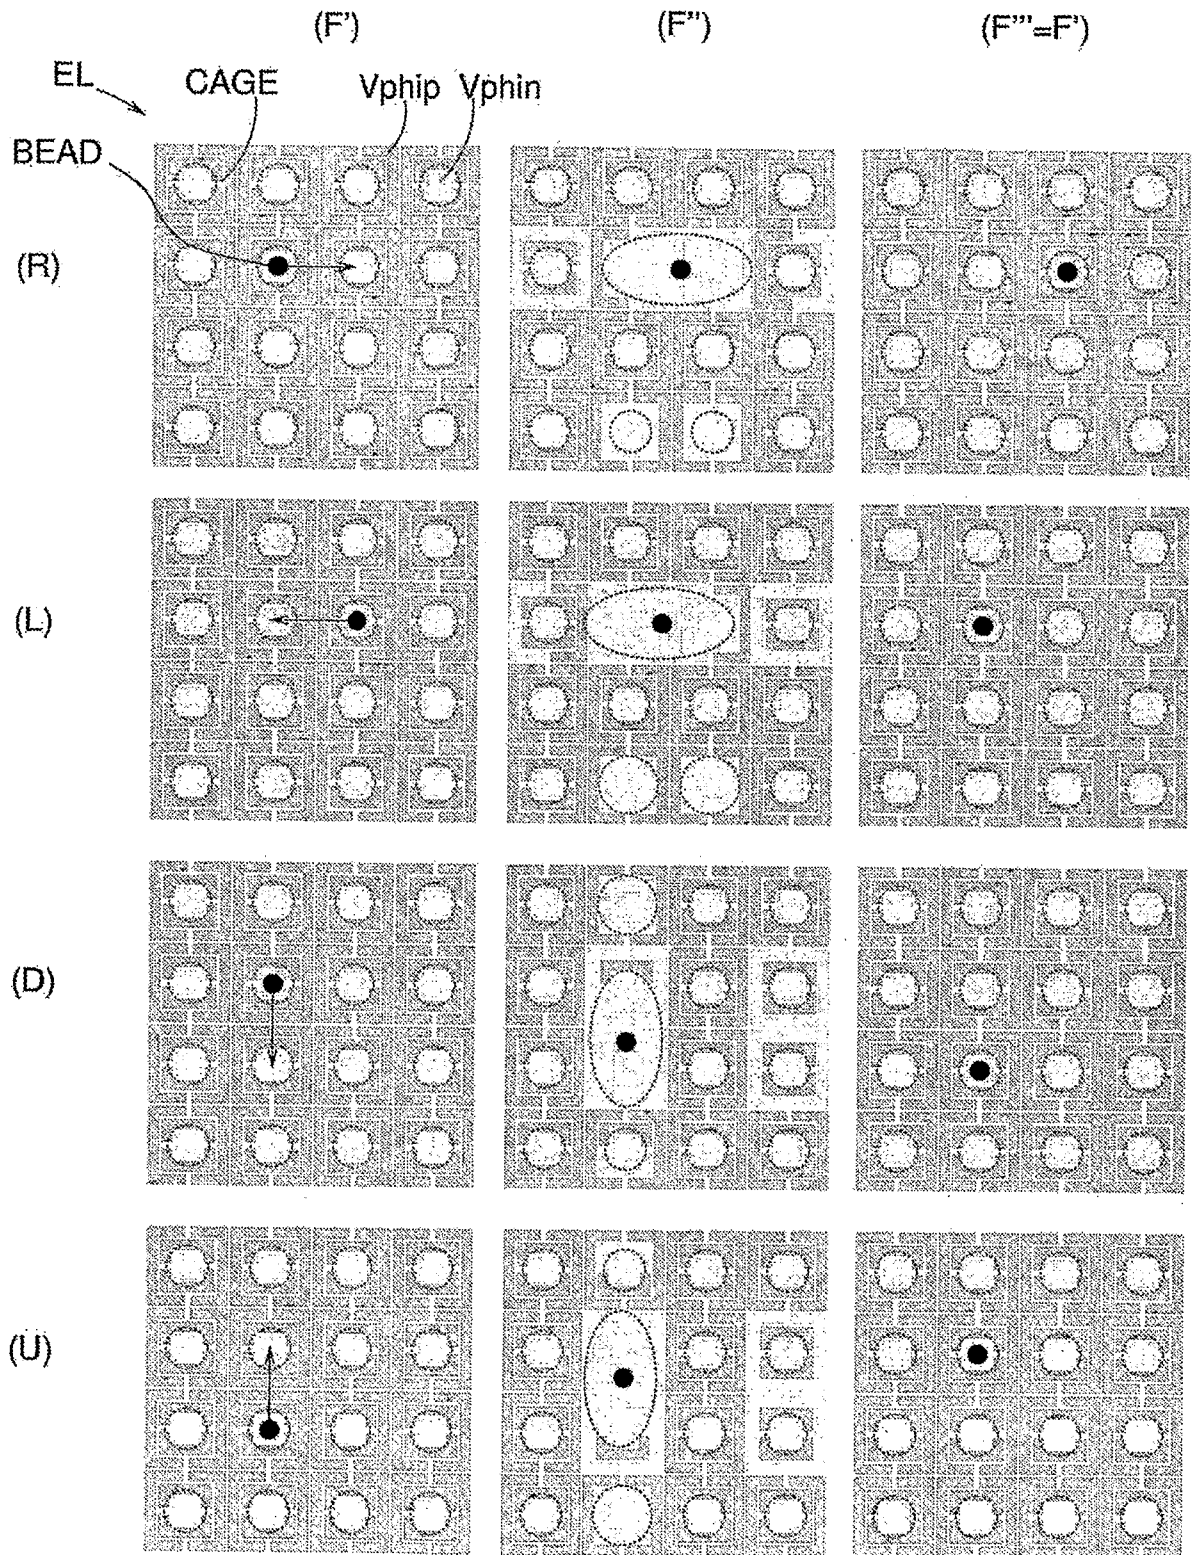 (F') (F'') (F'''=F')
EL CAGE Vphip Vphin
BEAD
(R)
(L)
(D)
(U)